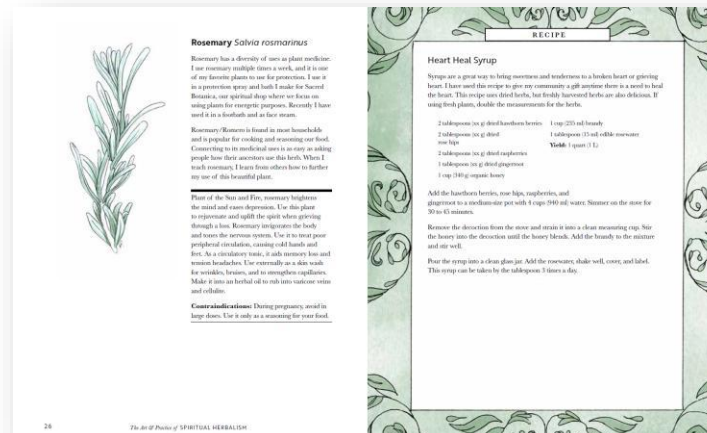 Rosemary Salvia rosmarinus
Rosemary has a diversity of uses as plant medicine.
I use rosemary multiple times a week, and it is one
of my favorite plants to use for protection. I use it
in a protection spray and bath I make for Sacred
Botanica, our spiritual shop where we focus on
using plants for energetic purposes. Recently I have
used it in a footbath and as face steam.
Rosemary/Romero is found in most households
and is popular for cooking and seasoning our food.
Connecting to its medicinal uses is as easy as asking
people how their ancestors use this herb. When I
teach rosemary, I learn from others how to further
my use of this beautiful plant.
Plant of the Sun and Fire, rosemary brightens
the mind and eases depression. Use this plant
to rejuvenate and uplift the spirit when grieving
through a loss. Rosemary invigorates the body
and tones the nervous system. Use it to treat poor
peripheral circulation, causing cold hands and
feet. As a circulatory tonic, it aids memory loss and
tension headaches. Use externally as a skin wash
for wrinkles, bruises, and to strengthen capillaries.
Make it into an herbal oil to rub into varicose veins
and cellulite.
Contraindications: During pregnancy, avoid in
large doses. Use it only as a seasoning for your food.
26
The Art & Practice of SPIRITUAL HERBALISM
RECIPE
Heart Heal Syrup
Syrups are a great way to bring sweetness and tenderness to a broken heart or grieving
heart. I have used this recipe to give my community a gift anytime there is a need to heal
the heart. This recipe uses dried herbs, but freshly harvested herbs are also delicious. If
using fresh plants, double the measurements for the herbs.
2 tablespoons (xx g) dried hawthorn berries
2 tablespoons (xx g) dried
rose hips
2 tablespoons (xx g) dried raspberries
1 tablespoon (xx g) dried gingerroot
1 cup (340 g) organic honey
1 cup (235 ml) brandy
1 tablespoon (15 ml) edible rosewater
Yield: 1 quart (1 L)
Add the hawthorn berries, rose hips, raspberries, and
gingerroot to a medium-size pot with 4 cups (940 ml) water. Simmer on the stove for
30 to 45 minutes.
Remove the decoction from the stove and strain it into a clean measuring cup. Stir
the honey into the decoction until the honey blends. Add the brandy to the mixture
and stir well.
Pour the syrup into a clean glass jar. Add the rosewater, shake well, cover, and label.
This syrup can be taken by the tablespoon 3 times a day.